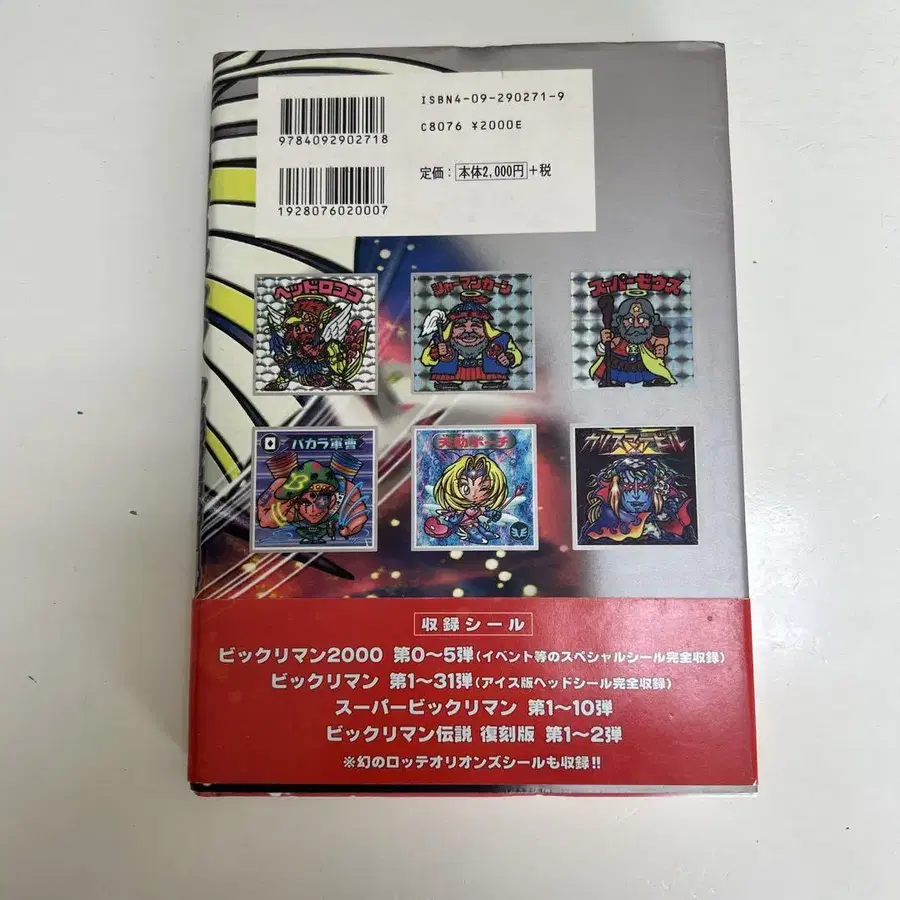 ISBN4-09-290271-9
C8076 ¥2000E
9784092902718
定価：本体2,000円+税
1928076020007
ヘッドロココ
シャーマンカーン
スーパーゼウス
バカラ軍曹
カリスマデビル
収録シール
ビックリマン2000 第0〜5弾(イベント等のスペシャルシール完全収録)
ビックリマン 第1〜31弾(アイス版ヘッドシール完全収録)
スーパービックリマン 第1〜10弾
ビックリマン伝説 復刻版 第1〜2弾
※幻のロッテオリオンズシールも収録!!